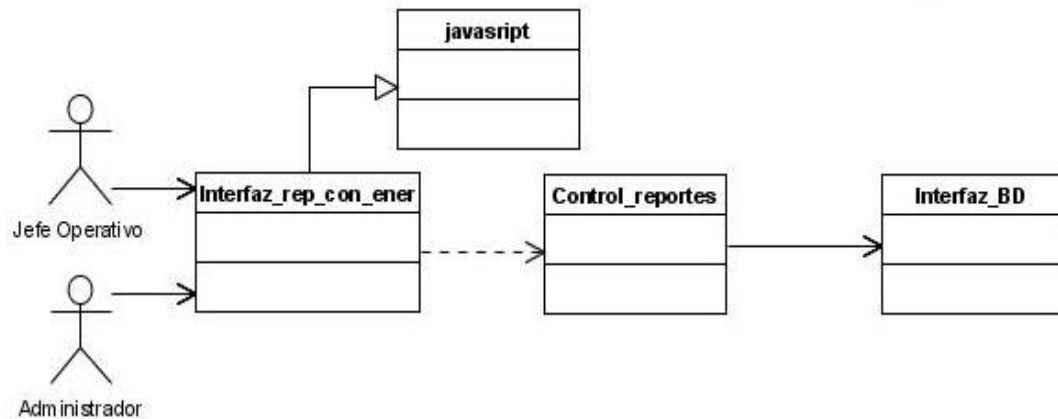 javasript
Interfaz_rep_con_ener
Control_reportes
Interfaz_BD
Jefe Operativo
Administrador